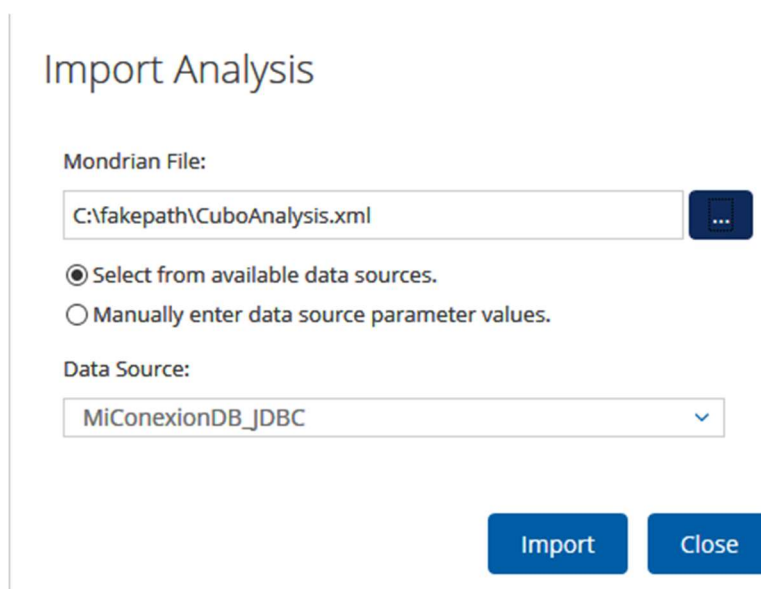 Import Analysis
Mondrian File:
C:\fakepath\CuboAnalysis.xml
...
Select from available data sources.
Manually enter data source parameter values.
Data Source:
MiConexionDB_JDBC
Import Close